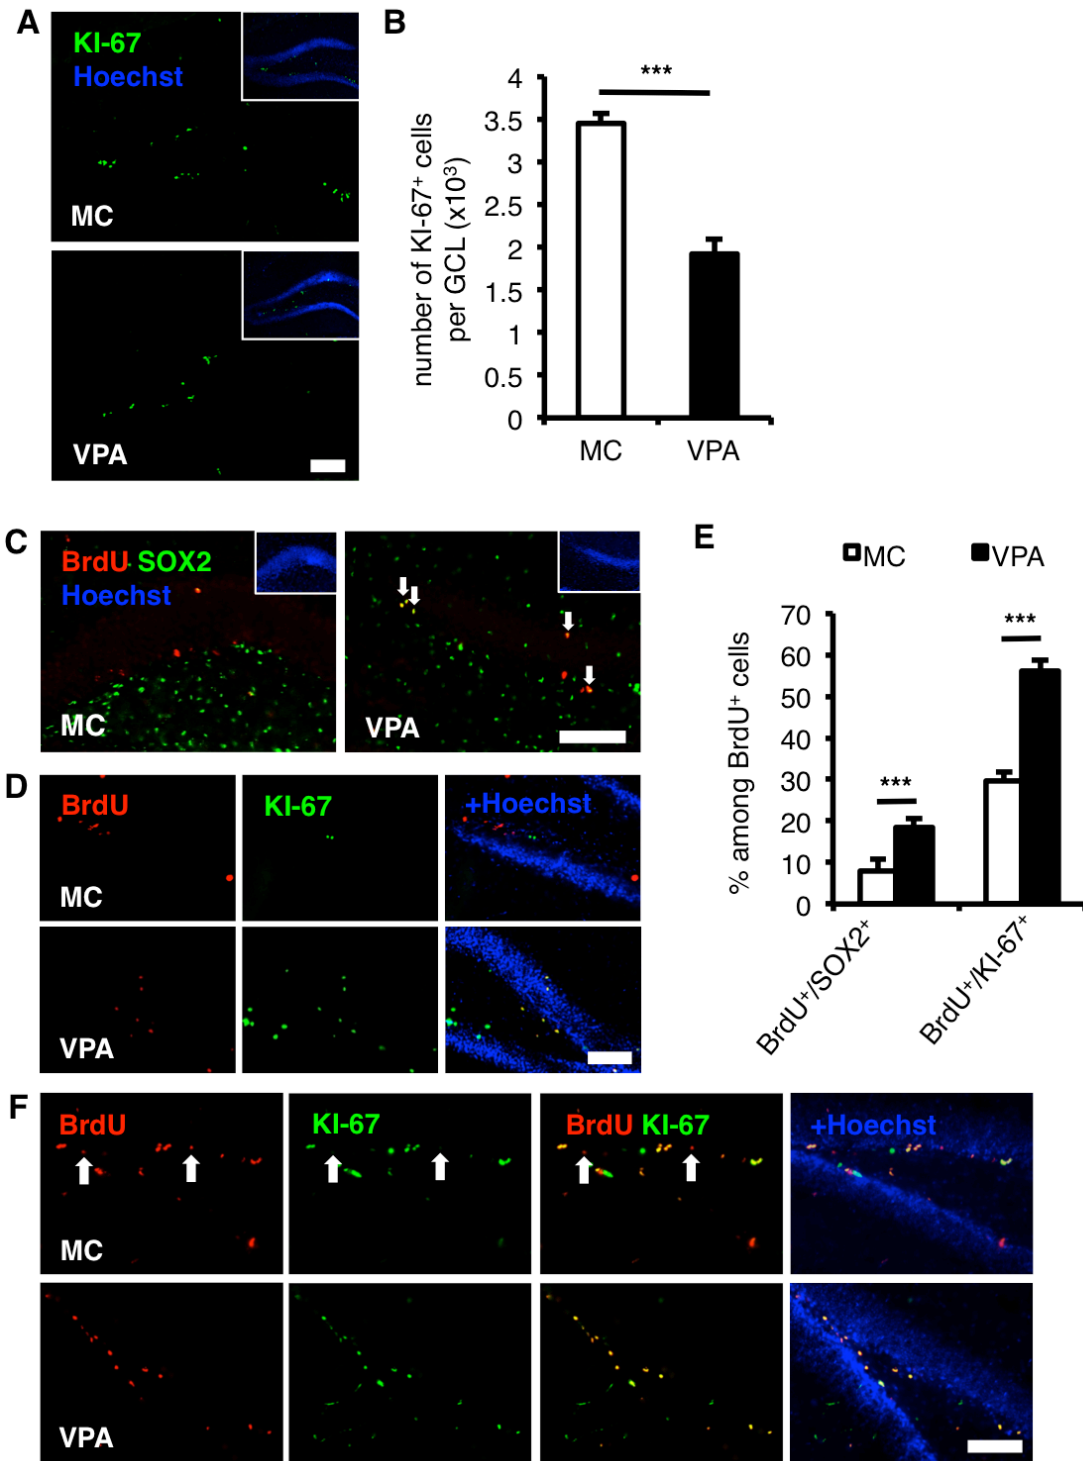 A
KI-67
Hoechst
MC
VPA
B
***
4
3.5
3
2.5
2
1.5
1
0.5
0
number of KI-67⁺ cells
per GCL (x10³)
MC
VPA
C
BrdU SOX2
Hoechst
MC
VPA
D
BrdU
KI-67
+Hoechst
MC
VPA
E
MC
VPA
70
60
50
40
30
20
10
0
% among BrdU⁺ cells
***
***
BrdU⁺/SOX2⁺
BrdU⁺/KI-67⁺
F
BrdU
KI-67
BrdU KI-67
+Hoechst
MC
VPA